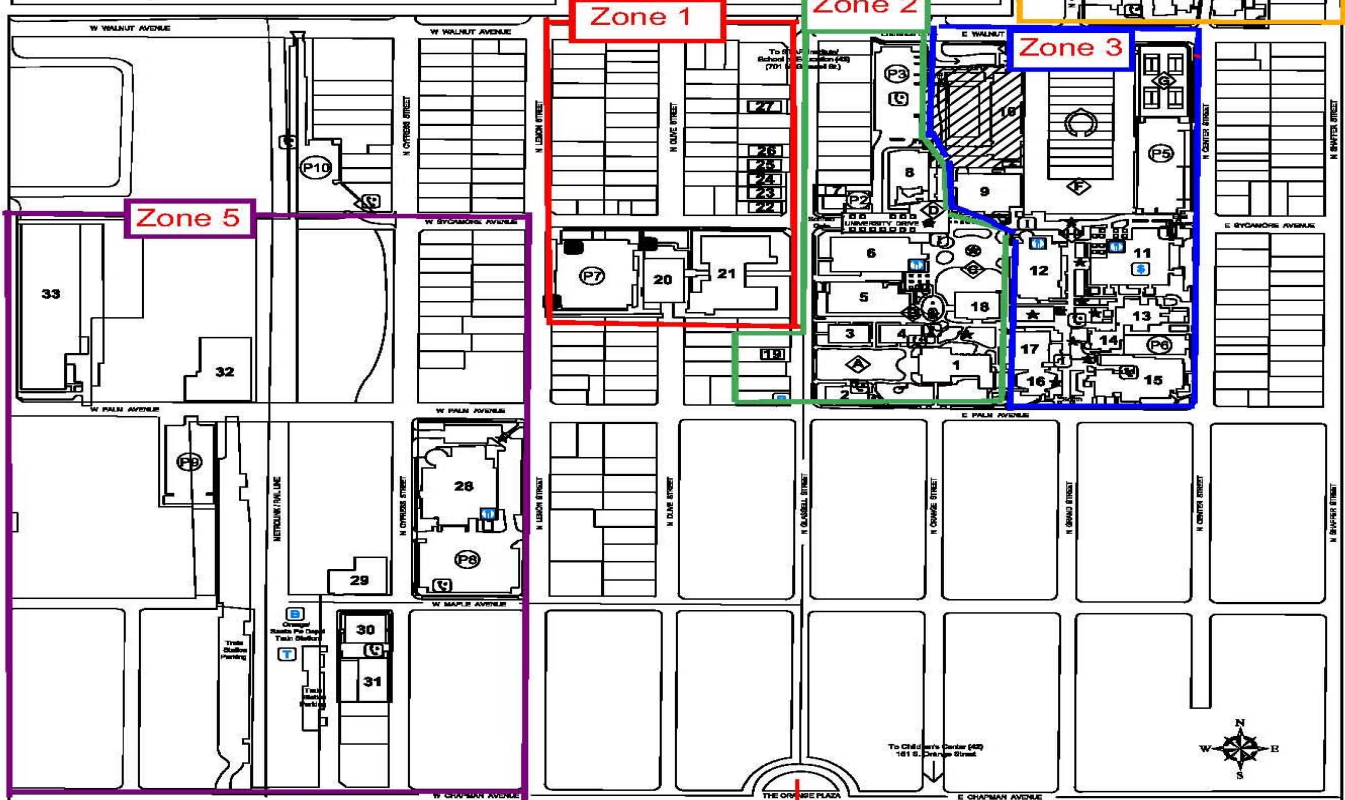 Zone 1
Zone 2
W WALNUT AVENUE
W WALNUT AVENUE
E WALNUT
Zone 3
School of Education (43)
P3
G
N CYPRESS STREET
N LEMON STREET
N OLIVE STREET
27
N CENTER STREET
N SHAFFER STREET
P10
26
25
24
23
22
8
7
P2
9
P5
F
D
Zone 5
W SYCAMORE AVENUE
UNIVERSITY DRIVE
E SYCAMORE AVENUE
33
P7
20
21
6
12
11
$
5
18
13
32
3
4
17
14
P6
19
A
1
2
16
15
B
W PALM AVENUE
W PALM AVENUE
E PALM AVENUE
P9
28
METROLINK / RAIL LINE
N CYPRESS STREET
N LEMON STREET
N OLIVE STREET
N GLASSELL STREET
N ORANGE STREET
N GRAND STREET
N CENTER STREET
N SHAFFER STREET
P8
29
W MAPLE AVENUE
B
Orange/
Santa Fe Depot
Train Station
T
Train
Station
Parking
30
31
Train
Station
Parking
N
W
E
S
To Children's Center (42)
THE ORANGE PLAZA
W CHAPMAN AVENUE
E CHAPMAN AVENUE